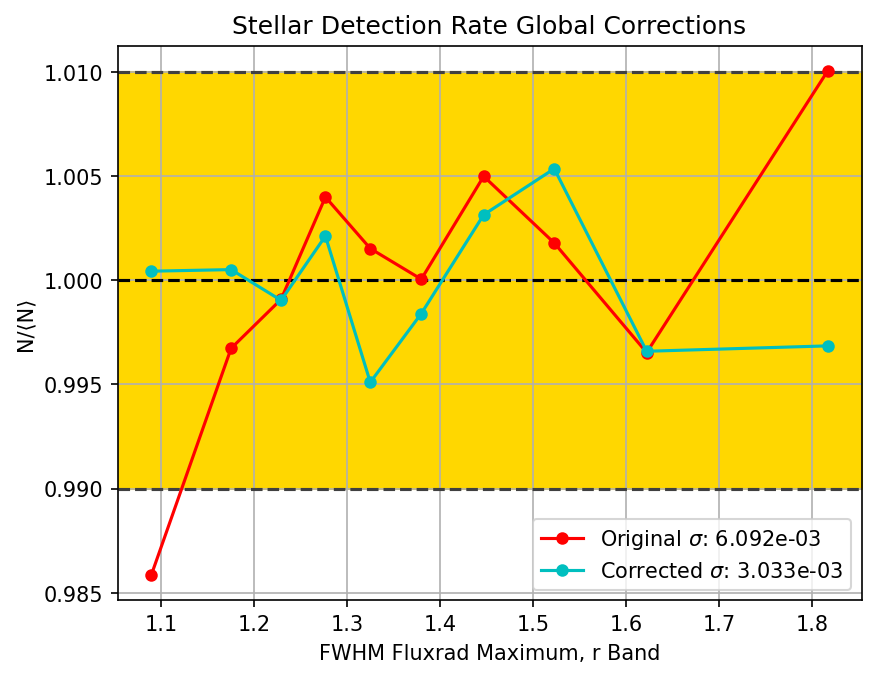 Stellar Detection Rate Global Corrections
1.010
1.005
1.000
0.995
0.990
0.985
N/⟨N⟩
Original σ: 6.092e-03
Corrected σ: 3.033e-03
1.1 1.2 1.3 1.4 1.5 1.6 1.7 1.8
FWHM Fluxrad Maximum, r Band